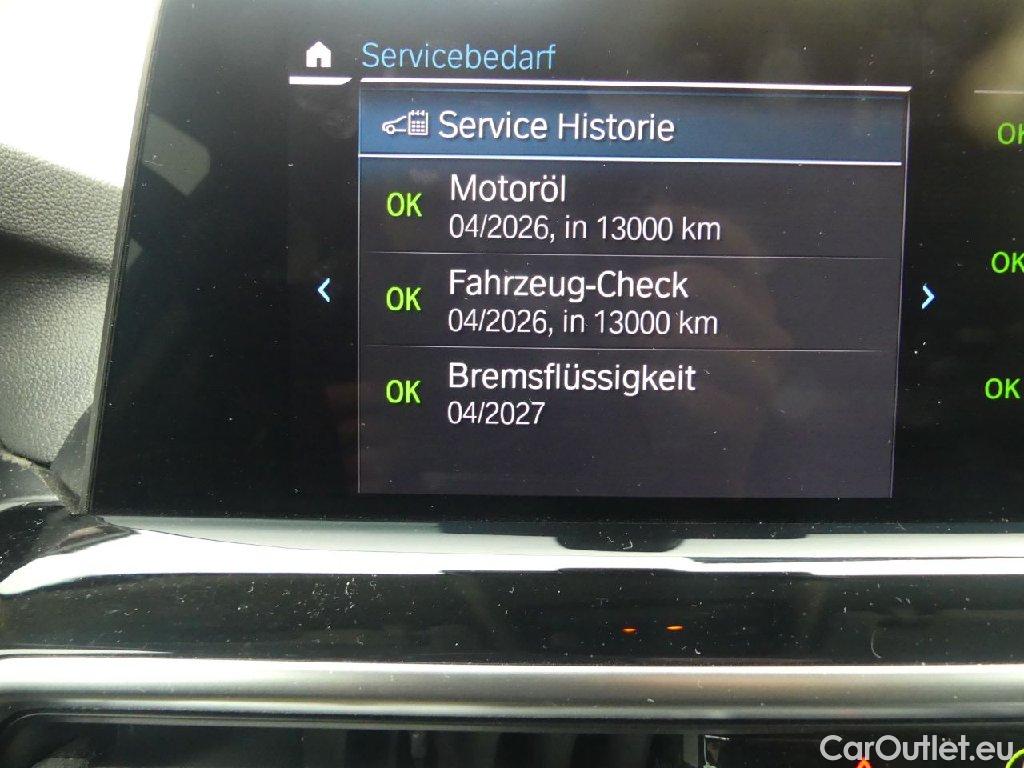 Servicebedarf
Service Historie
OK Motoröl
04/2026, in 13000 km
OK Fahrzeug-Check
04/2026, in 13000 km
OK Bremsflüssigkeit
04/2027
OK
OK
OK
CarOutlet.eu